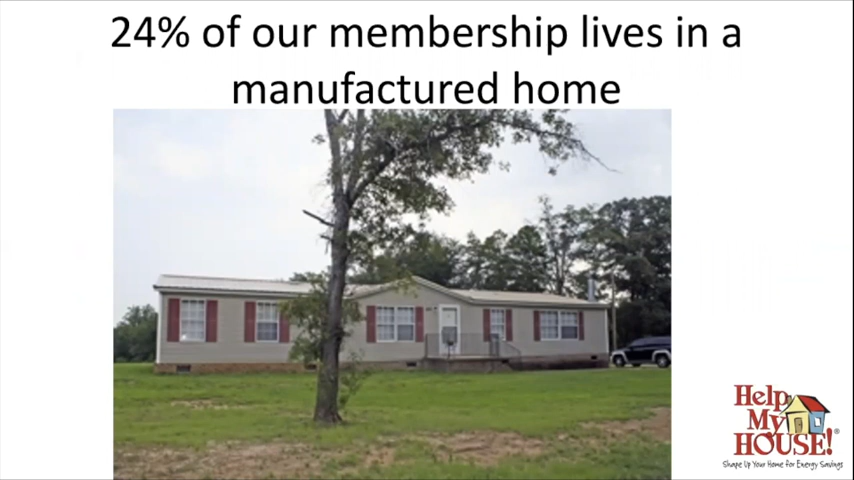 24% of our membership lives in a
manufactured home
Help
My
HOUSE!®
Shape Up Your Home for Energy Savings